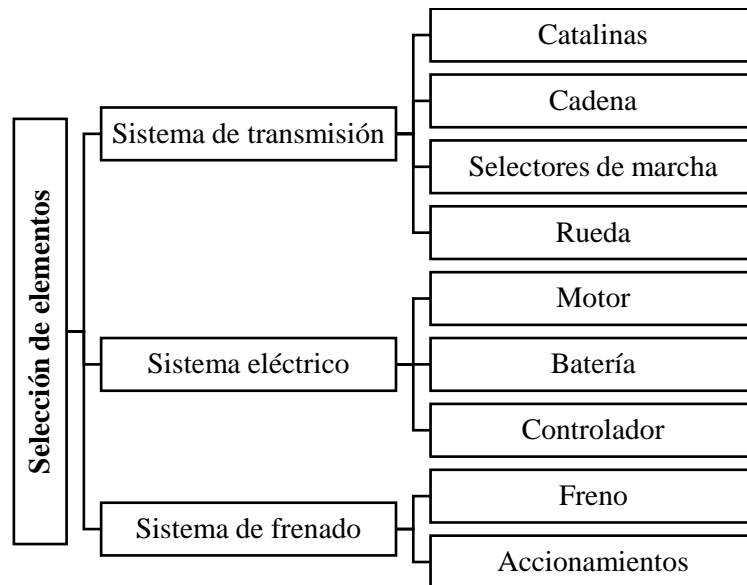 Selección de elementos
Sistema de transmisión
Catalinas
Cadena
Selectores de marcha
Rueda
Sistema eléctrico
Motor
Batería
Controlador
Sistema de frenado
Freno
Accionamientos